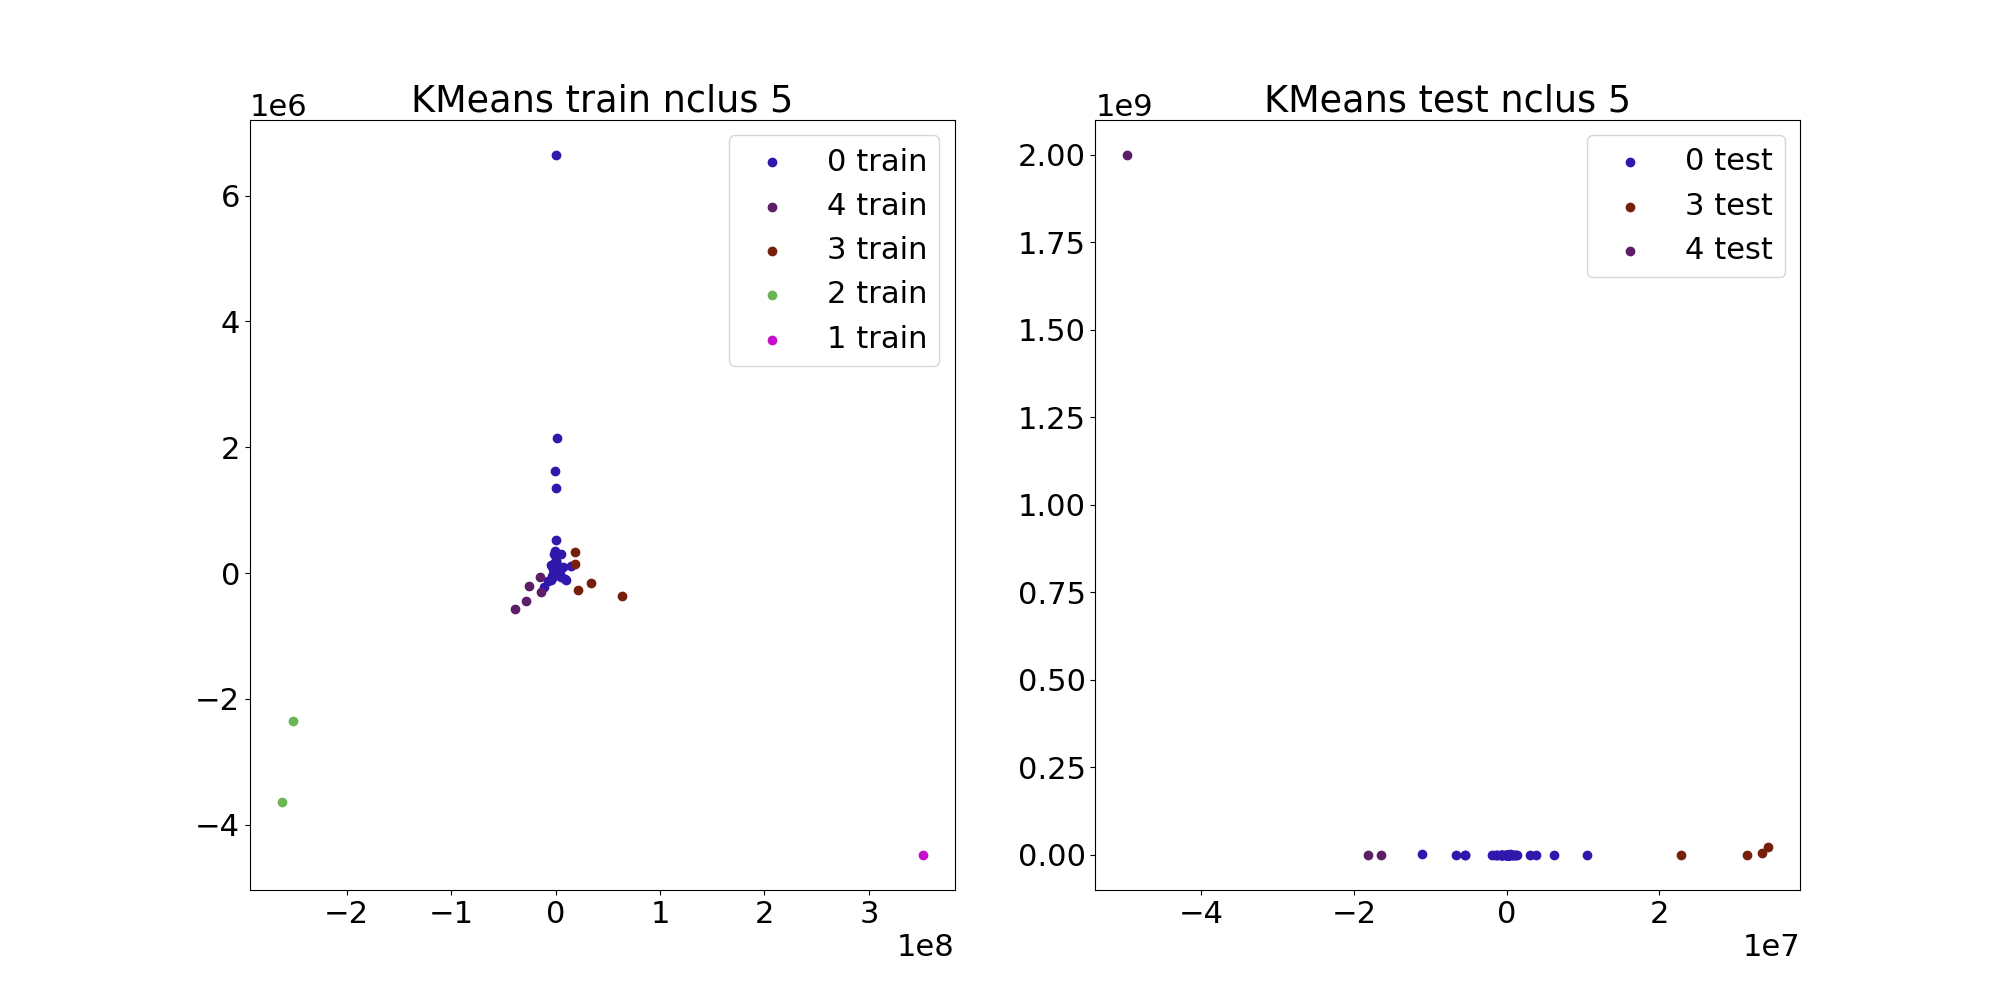 KMeans train nclus 5
1e6
6
4
2
0
−2
−4
−2
−1
0
1
2
3
1e8
0 train
4 train
3 train
2 train
1 train
KMeans test nclus 5
1e9
2.00
1.75
1.50
1.25
1.00
0.75
0.50
0.25
0.00
−4
−2
0
2
1e7
0 test
3 test
4 test